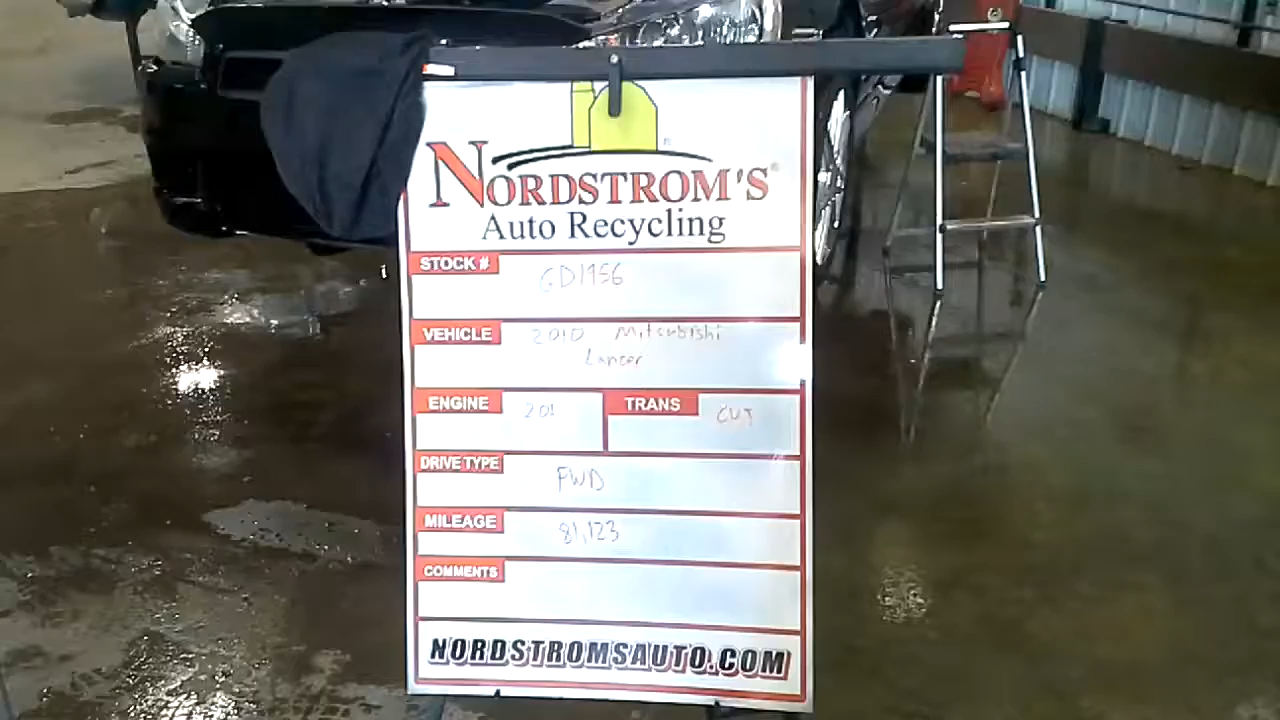 NORDSTROM'S®
Auto Recycling
STOCK # GD1956
VEHICLE 2010 Mitsubishi
Lancer
ENGINE 2.0l TRANS CVT
DRIVE TYPE FWD
MILEAGE 81,123
COMMENTS
NORDSTROMSAUTO.COM